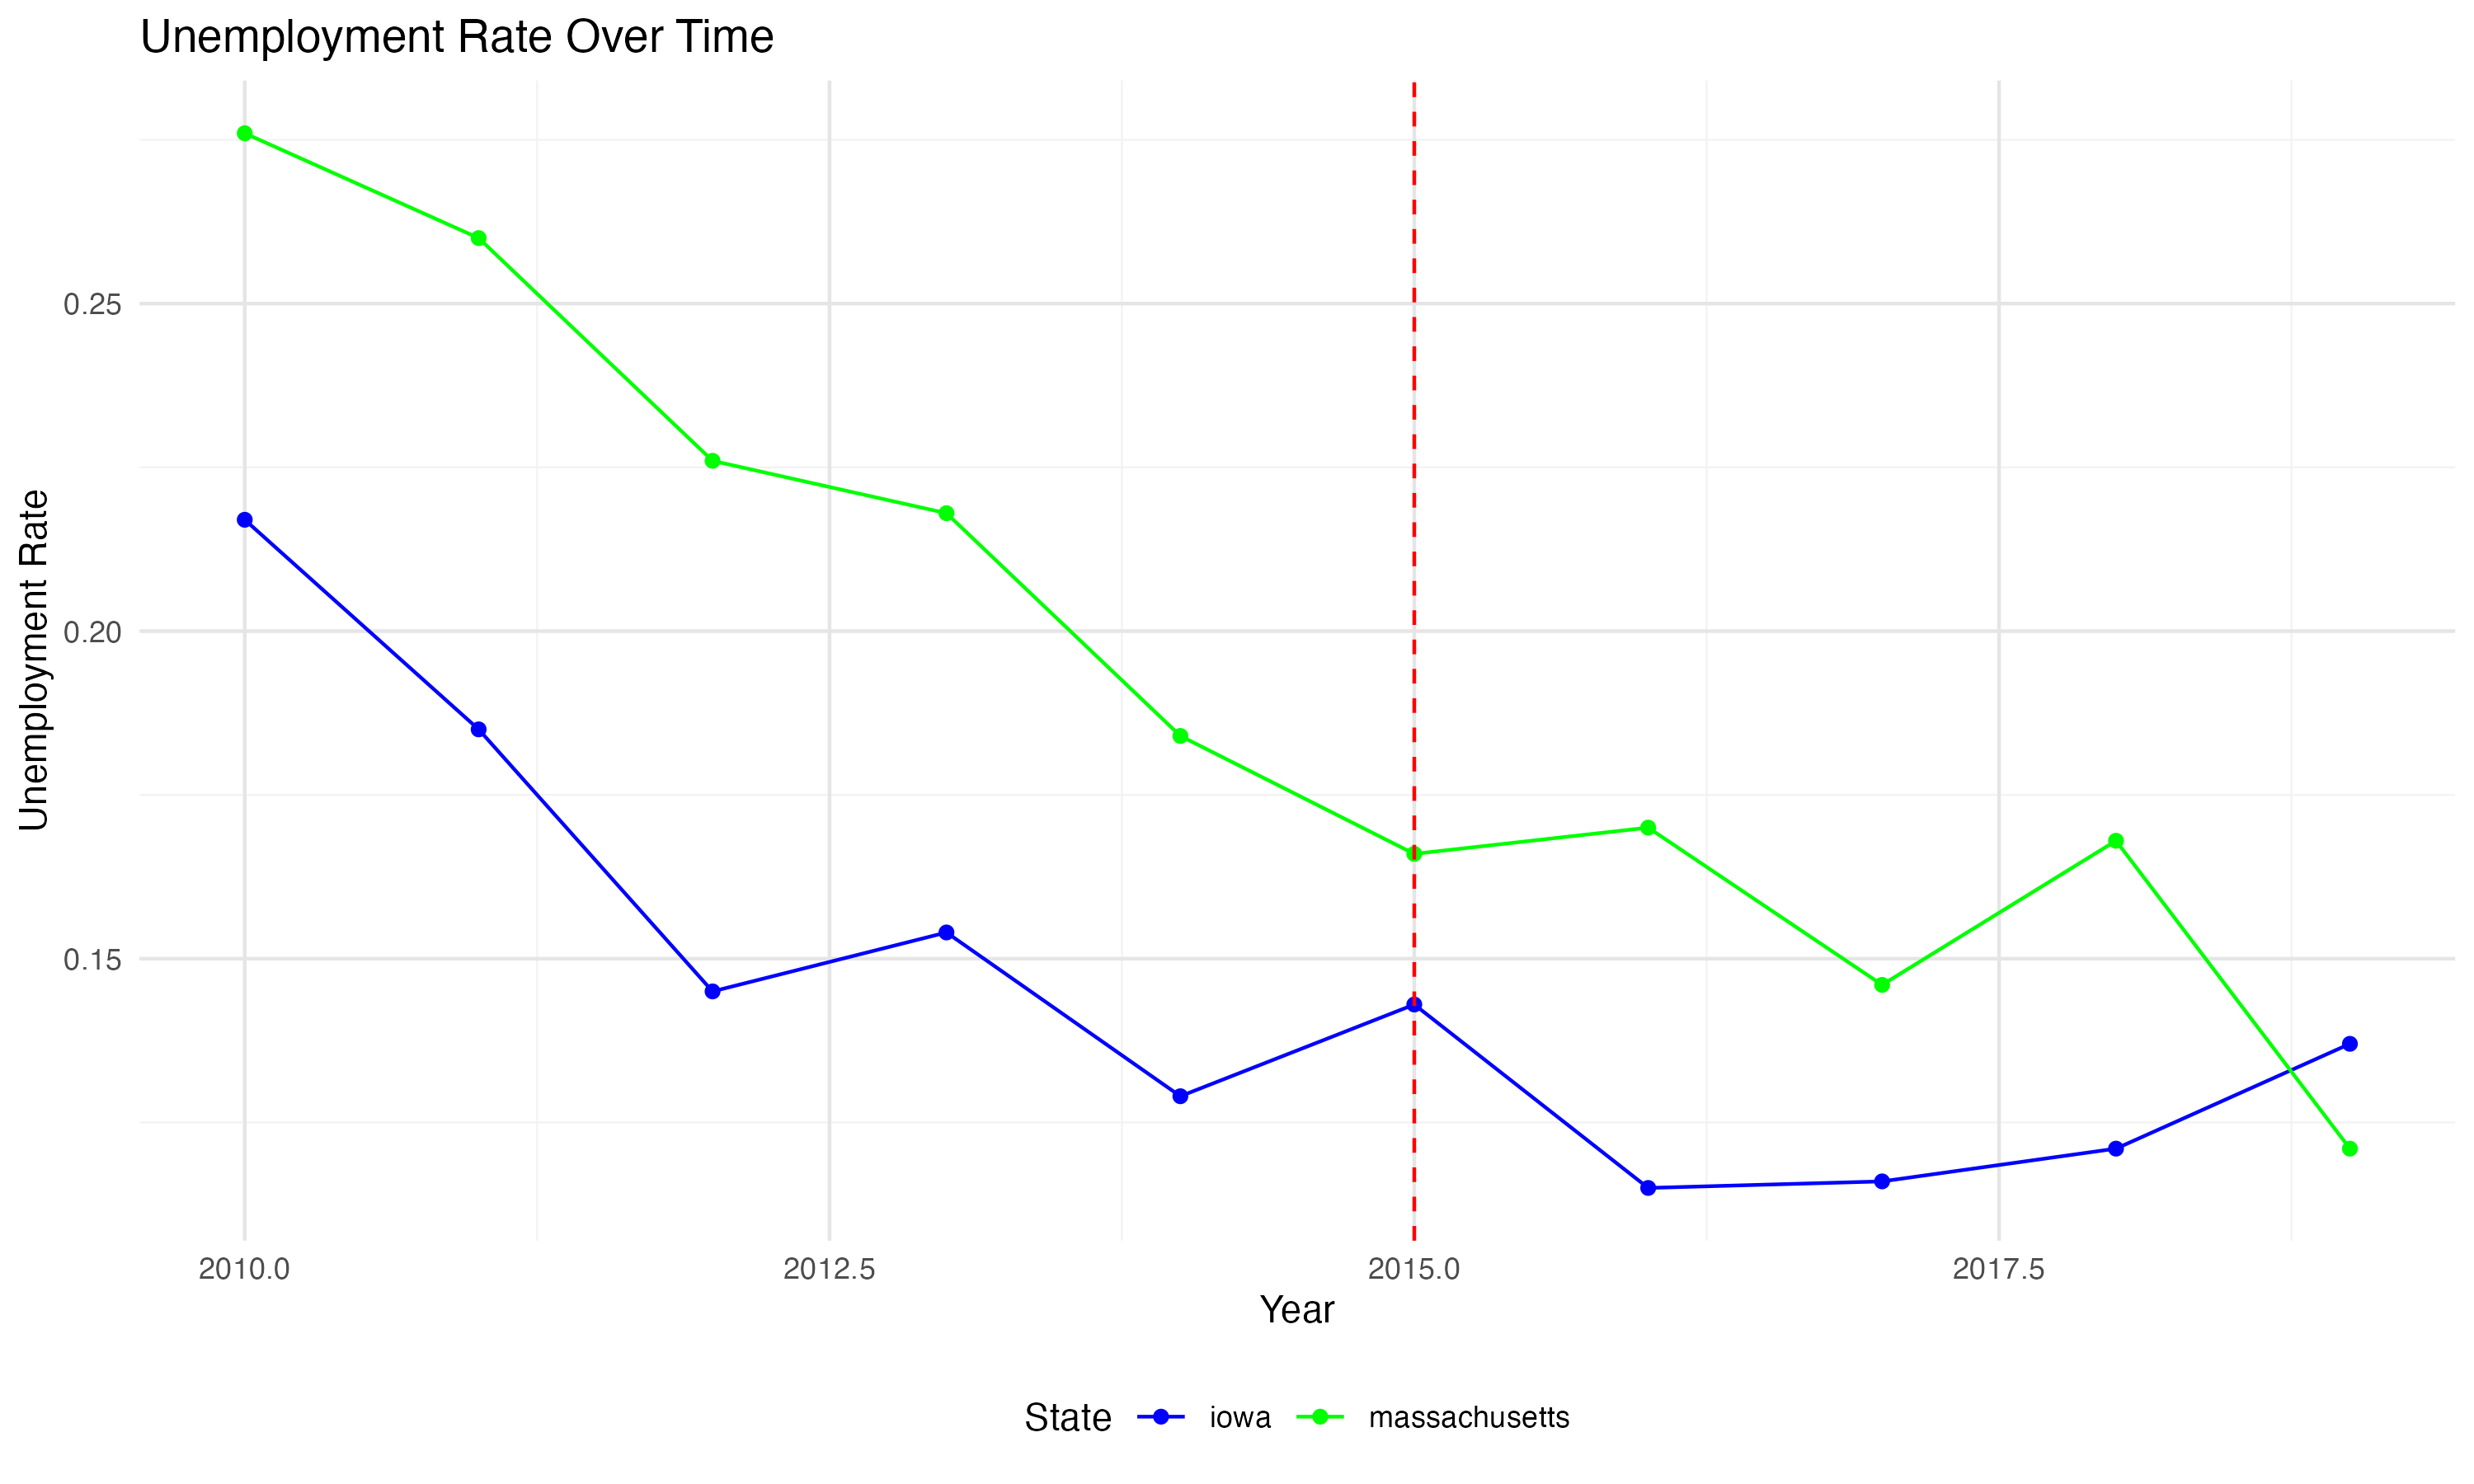 Unemployment Rate Over Time
Unemployment Rate
0.25
0.20
0.15
2010.0 2012.5 2015.0 2017.5
Year
State iowa massachusetts